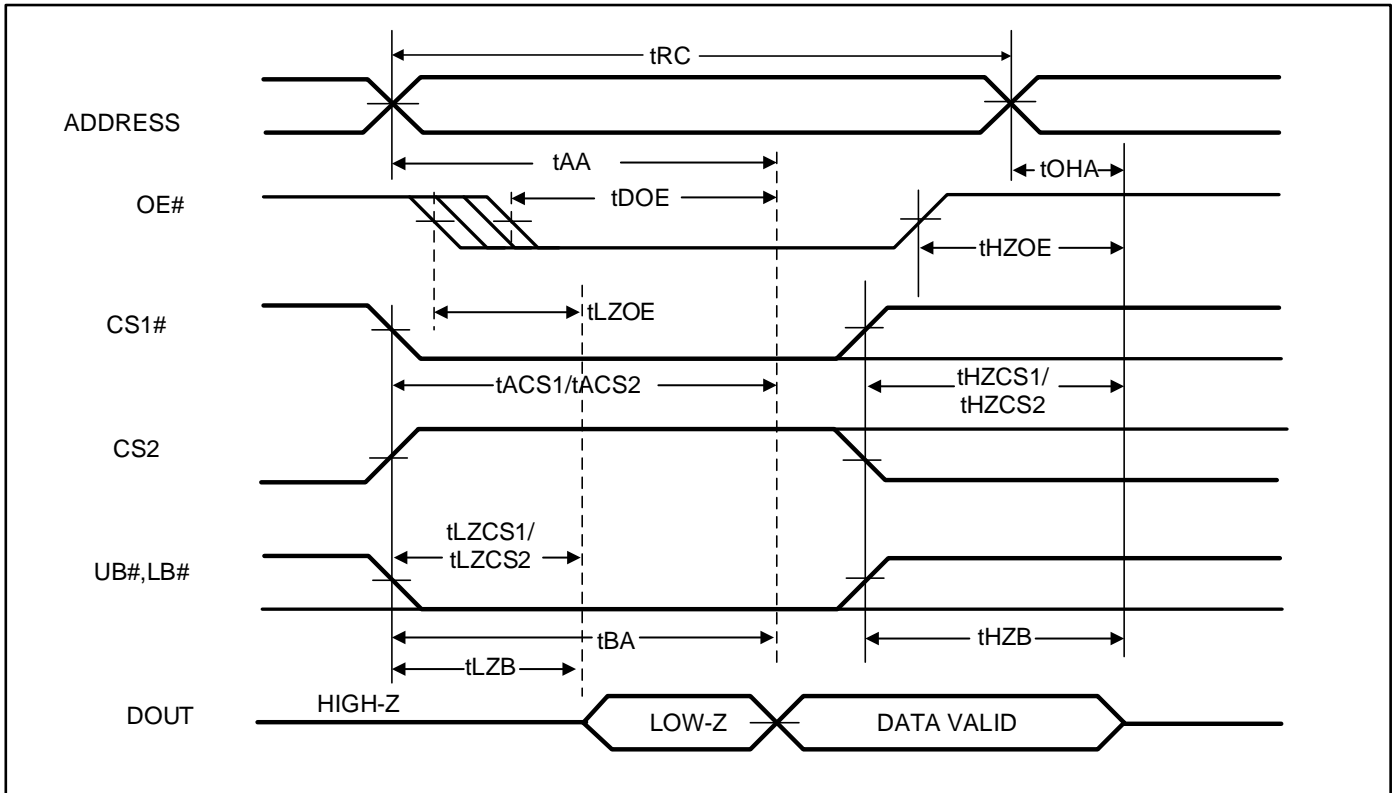 tRC
ADDRESS
tAA
tOHA
OE#
tDOE
tHZOE
tLZOE
CS1#
tACS1/tACS2
tHZCS1/
tHZCS2
CS2
tLZCS1/
tLZCS2
UB#,LB#
tBA
tHZB
tLZB
HIGH-Z
DOUT
LOW-Z
DATA VALID